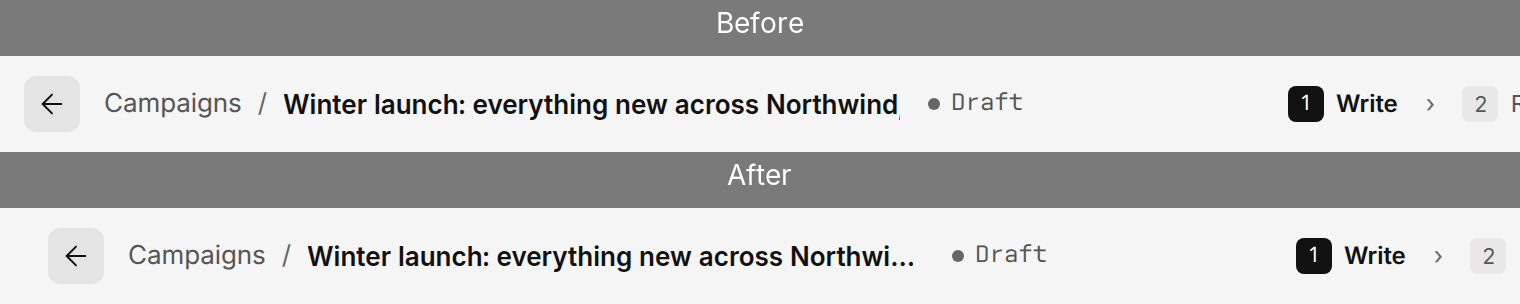 Before
Campaigns / Winter launch: everything new across Northwind, Draft 1 Write › 2
After
Campaigns / Winter launch: everything new across Northwi... Draft 1 Write › 2